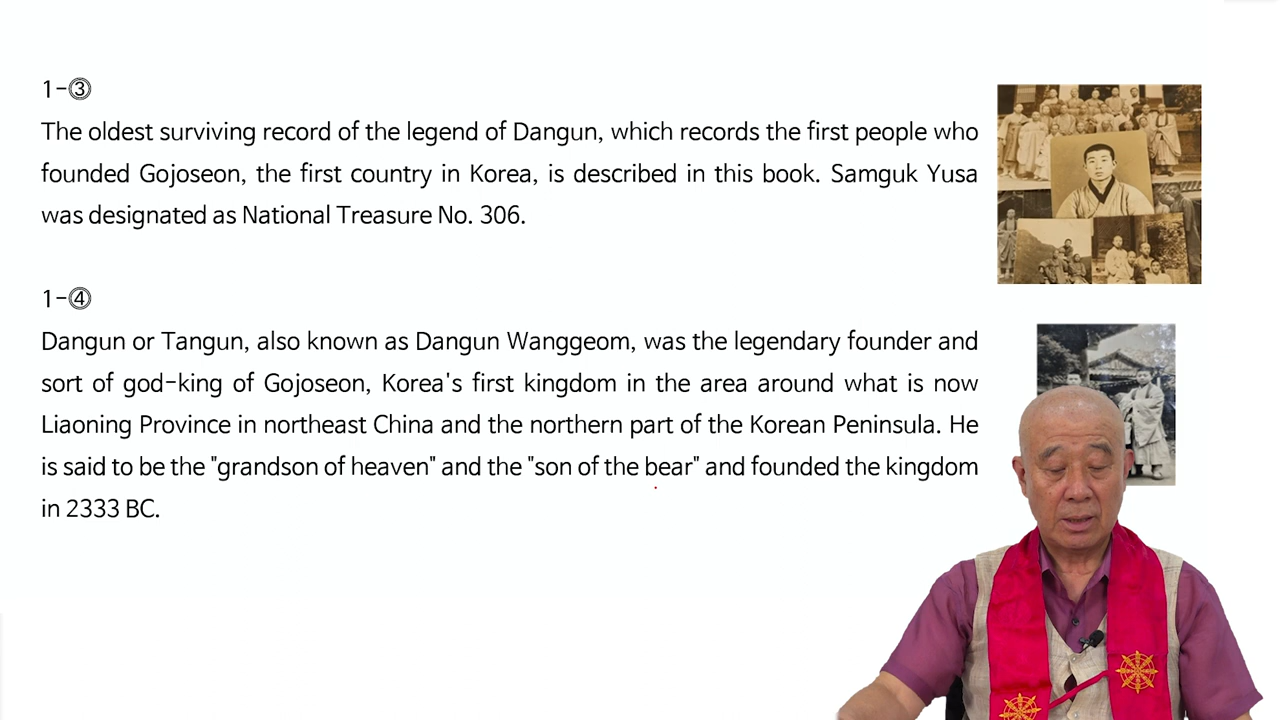 1-③
The oldest surviving record of the legend of Dangun, which records the first people who
founded Gojoseon, the first country in Korea, is described in this book. Samguk Yusa
was designated as National Treasure No. 306.
1-④
Dangun or Tangun, also known as Dangun Wanggeom, was the legendary founder and
sort of god-king of Gojoseon, Korea's first kingdom in the area around what is now
Liaoning Province in northeast China and the northern part of the Korean Peninsula. He
is said to be the "grandson of heaven" and the "son of the bear" and founded the kingdom
in 2333 BC.